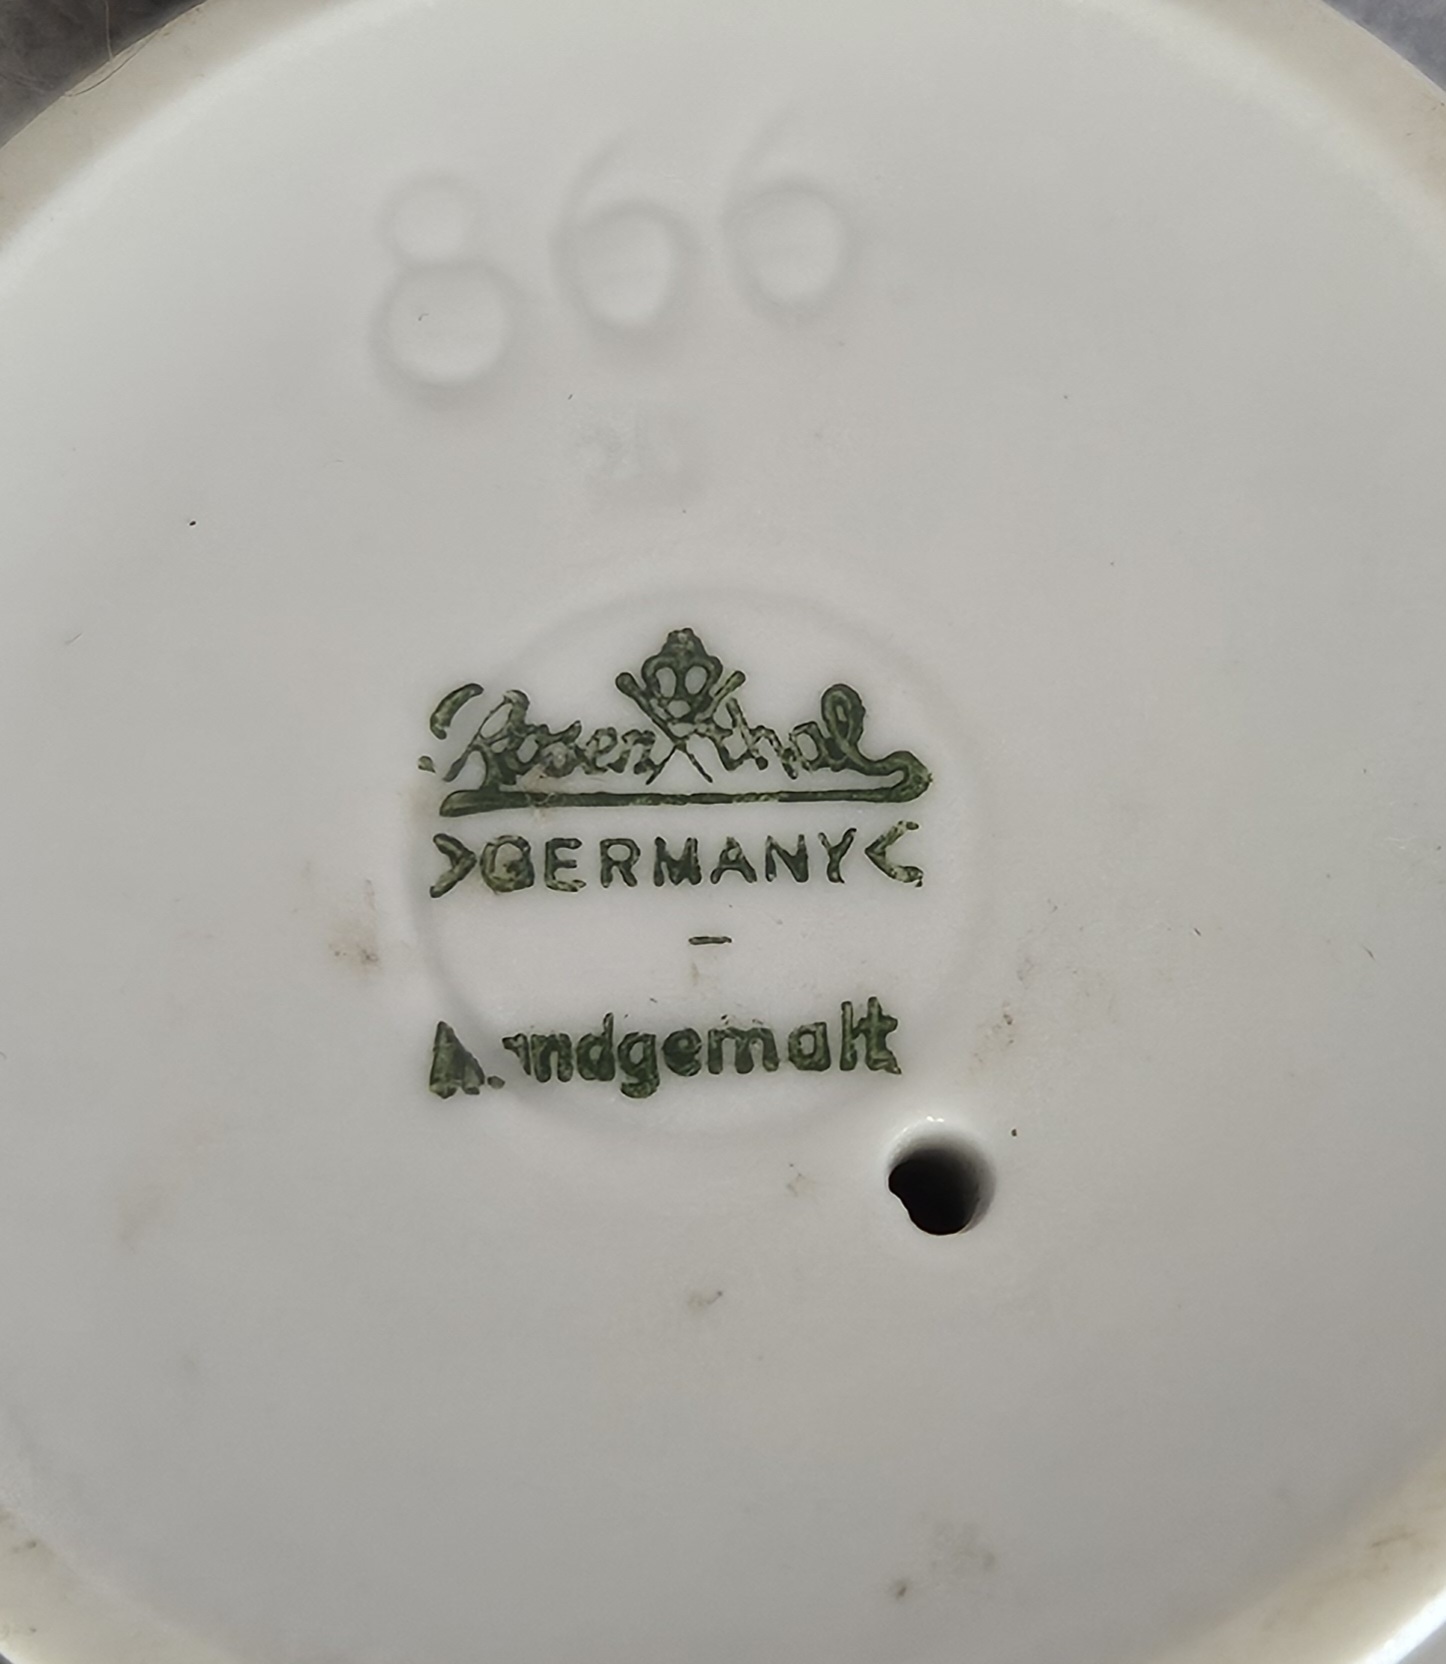 866
Rosenthal
>GERMANY<
–
Handgemalt